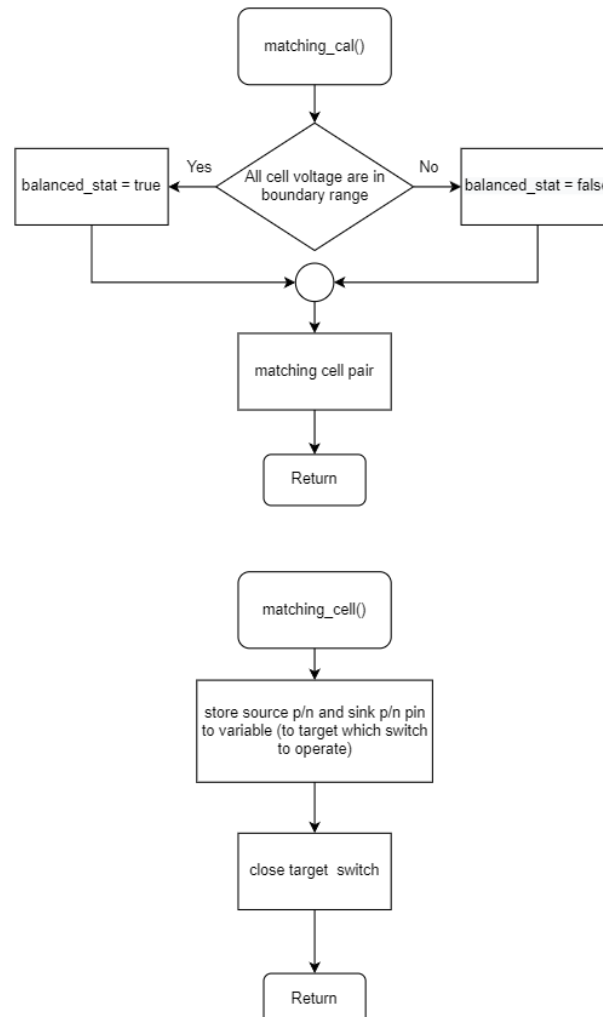 matching_cal()
Yes
All cell voltage are in
boundary range
No
balanced_stat = true
balanced_stat = false
matching cell pair
Return
matching_cell()
store source p/n and sink p/n pin
to variable (to target which switch
to operate)
close target  switch
Return